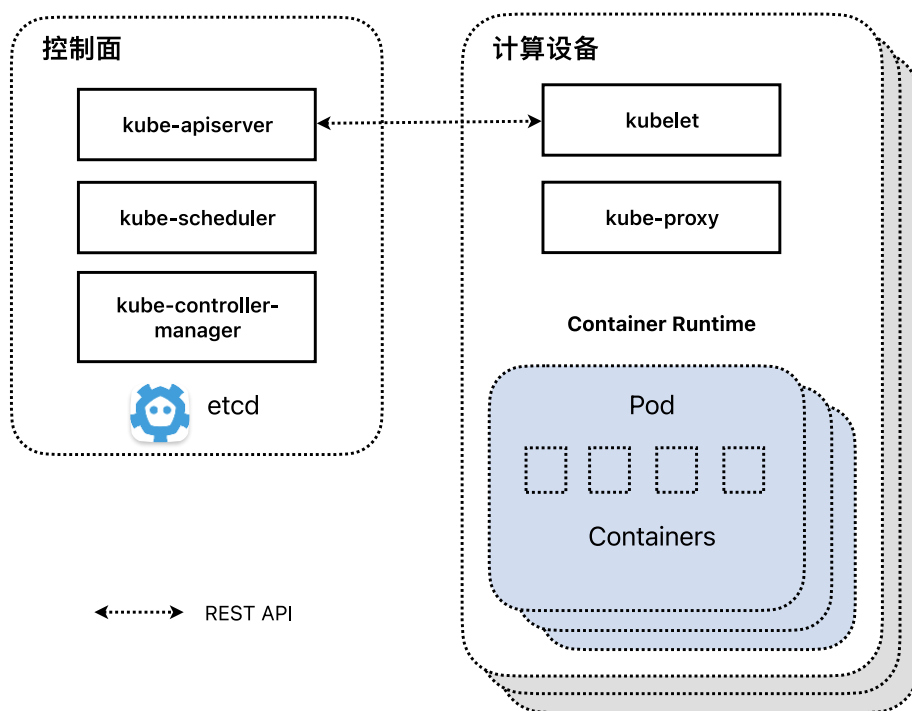 控制面
kube-apiserver
kube-scheduler
kube-controller-
manager
etcd
REST API
计算设备
kubelet
kube-proxy
Container Runtime
Pod
Containers